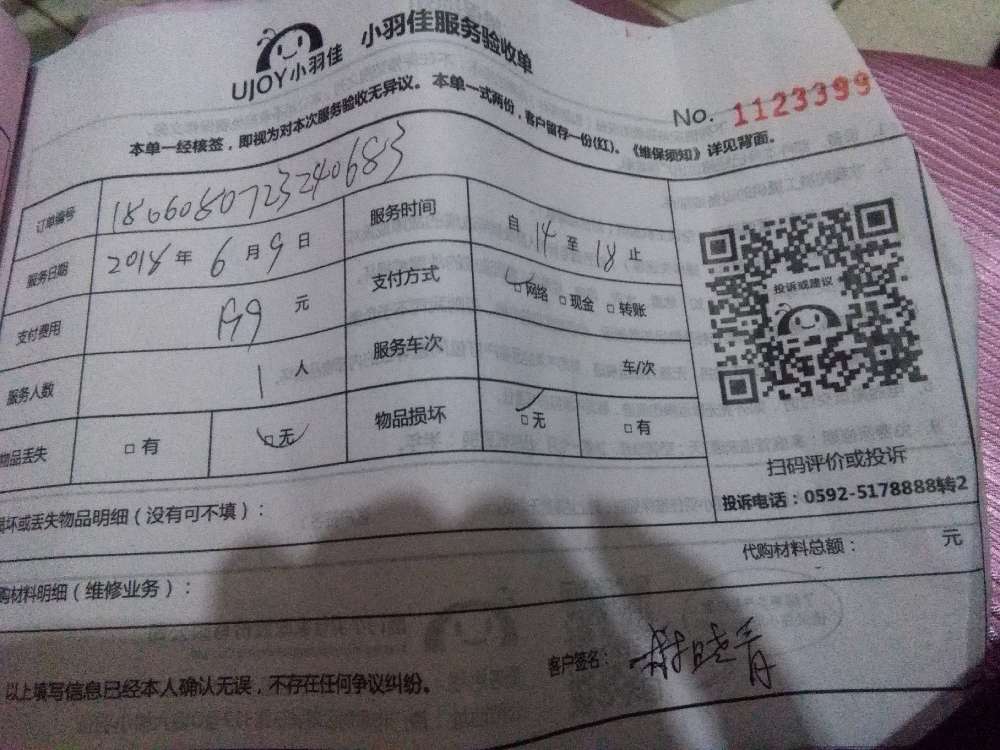 UJOY小羽佳 小羽佳服务验收单
No. 1123399
本单一经核签，即视为对本次服务验收无异议。本单一式两份，客户留存一份(红)。《维保须知》详见背面。
订单编号 1806080723240683 服务时间 自 14 至 18 止
服务日期 2018 年 6 月 9 日 支付方式 □网络 □现金 □转账
支付费用 元 服务车次 车/次
服务人数 1 人 物品损坏 □无 □有
物品丢失 □有 □无
投诉或建议
扫码评价或投诉
投诉电话：0592-5178888转2
损坏或丢失物品明细（没有可不填）：
代购材料总额： 元
购材料明细（维修业务）：
客户签名： 谢晓青
以上填写信息已经本人确认无误，不存在任何争议纠纷。